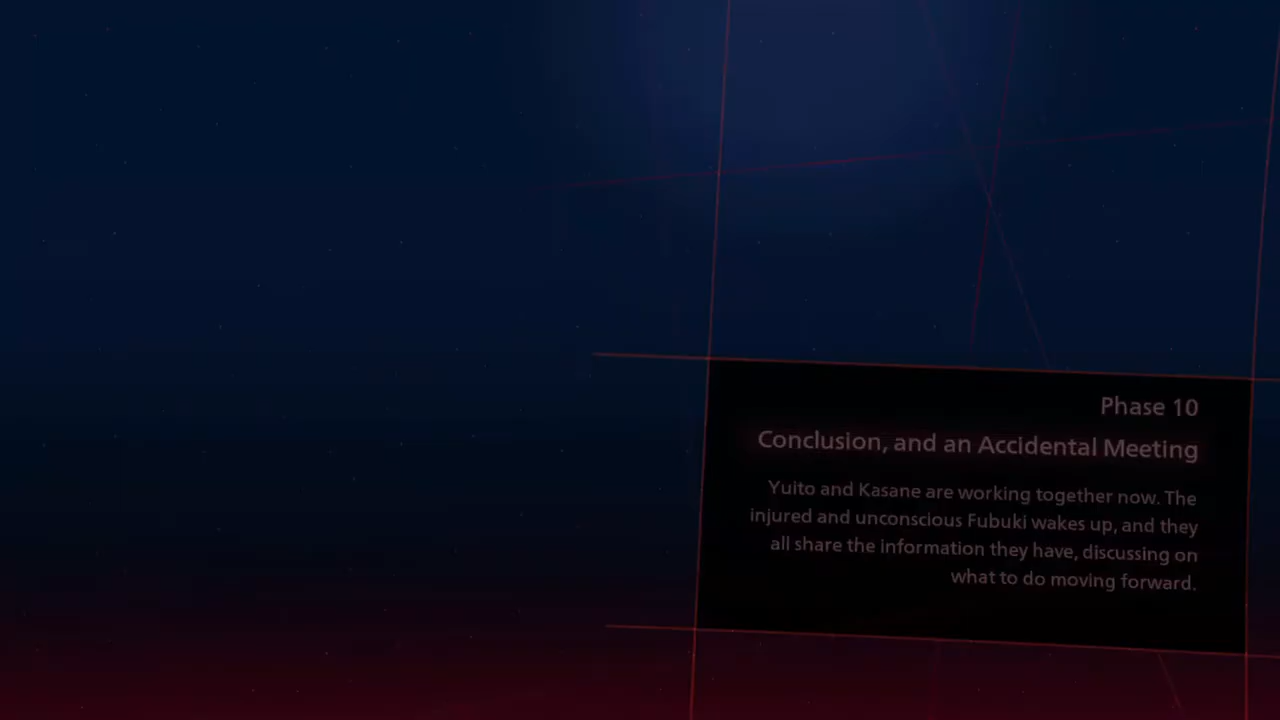 Phase 10
Conclusion, and an Accidental Meeting
Yuito and Kasane are working together now. The
injured and unconscious Fubuki wakes up, and they
all share the information they have, discussing on
what to do moving forward.